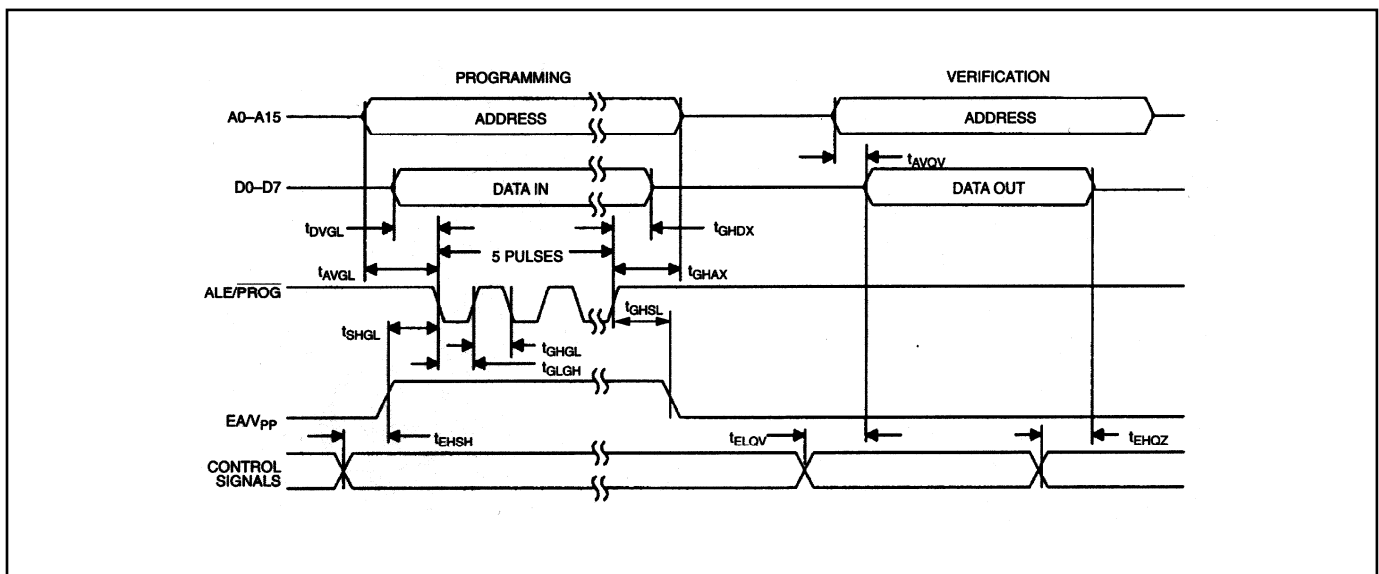 PROGRAMMING
VERIFICATION
A0–A15
ADDRESS
ADDRESS
tAVQV
D0–D7
DATA IN
DATA OUT
tDVGL
tGHDX
5 PULSES
tAVGL
tGHAX
ALE/PROG
tGHSL
tSHGL
tGHGL
tGLGH
EA/VPP
tEHSH
tELQV
tEHQZ
CONTROL
SIGNALS